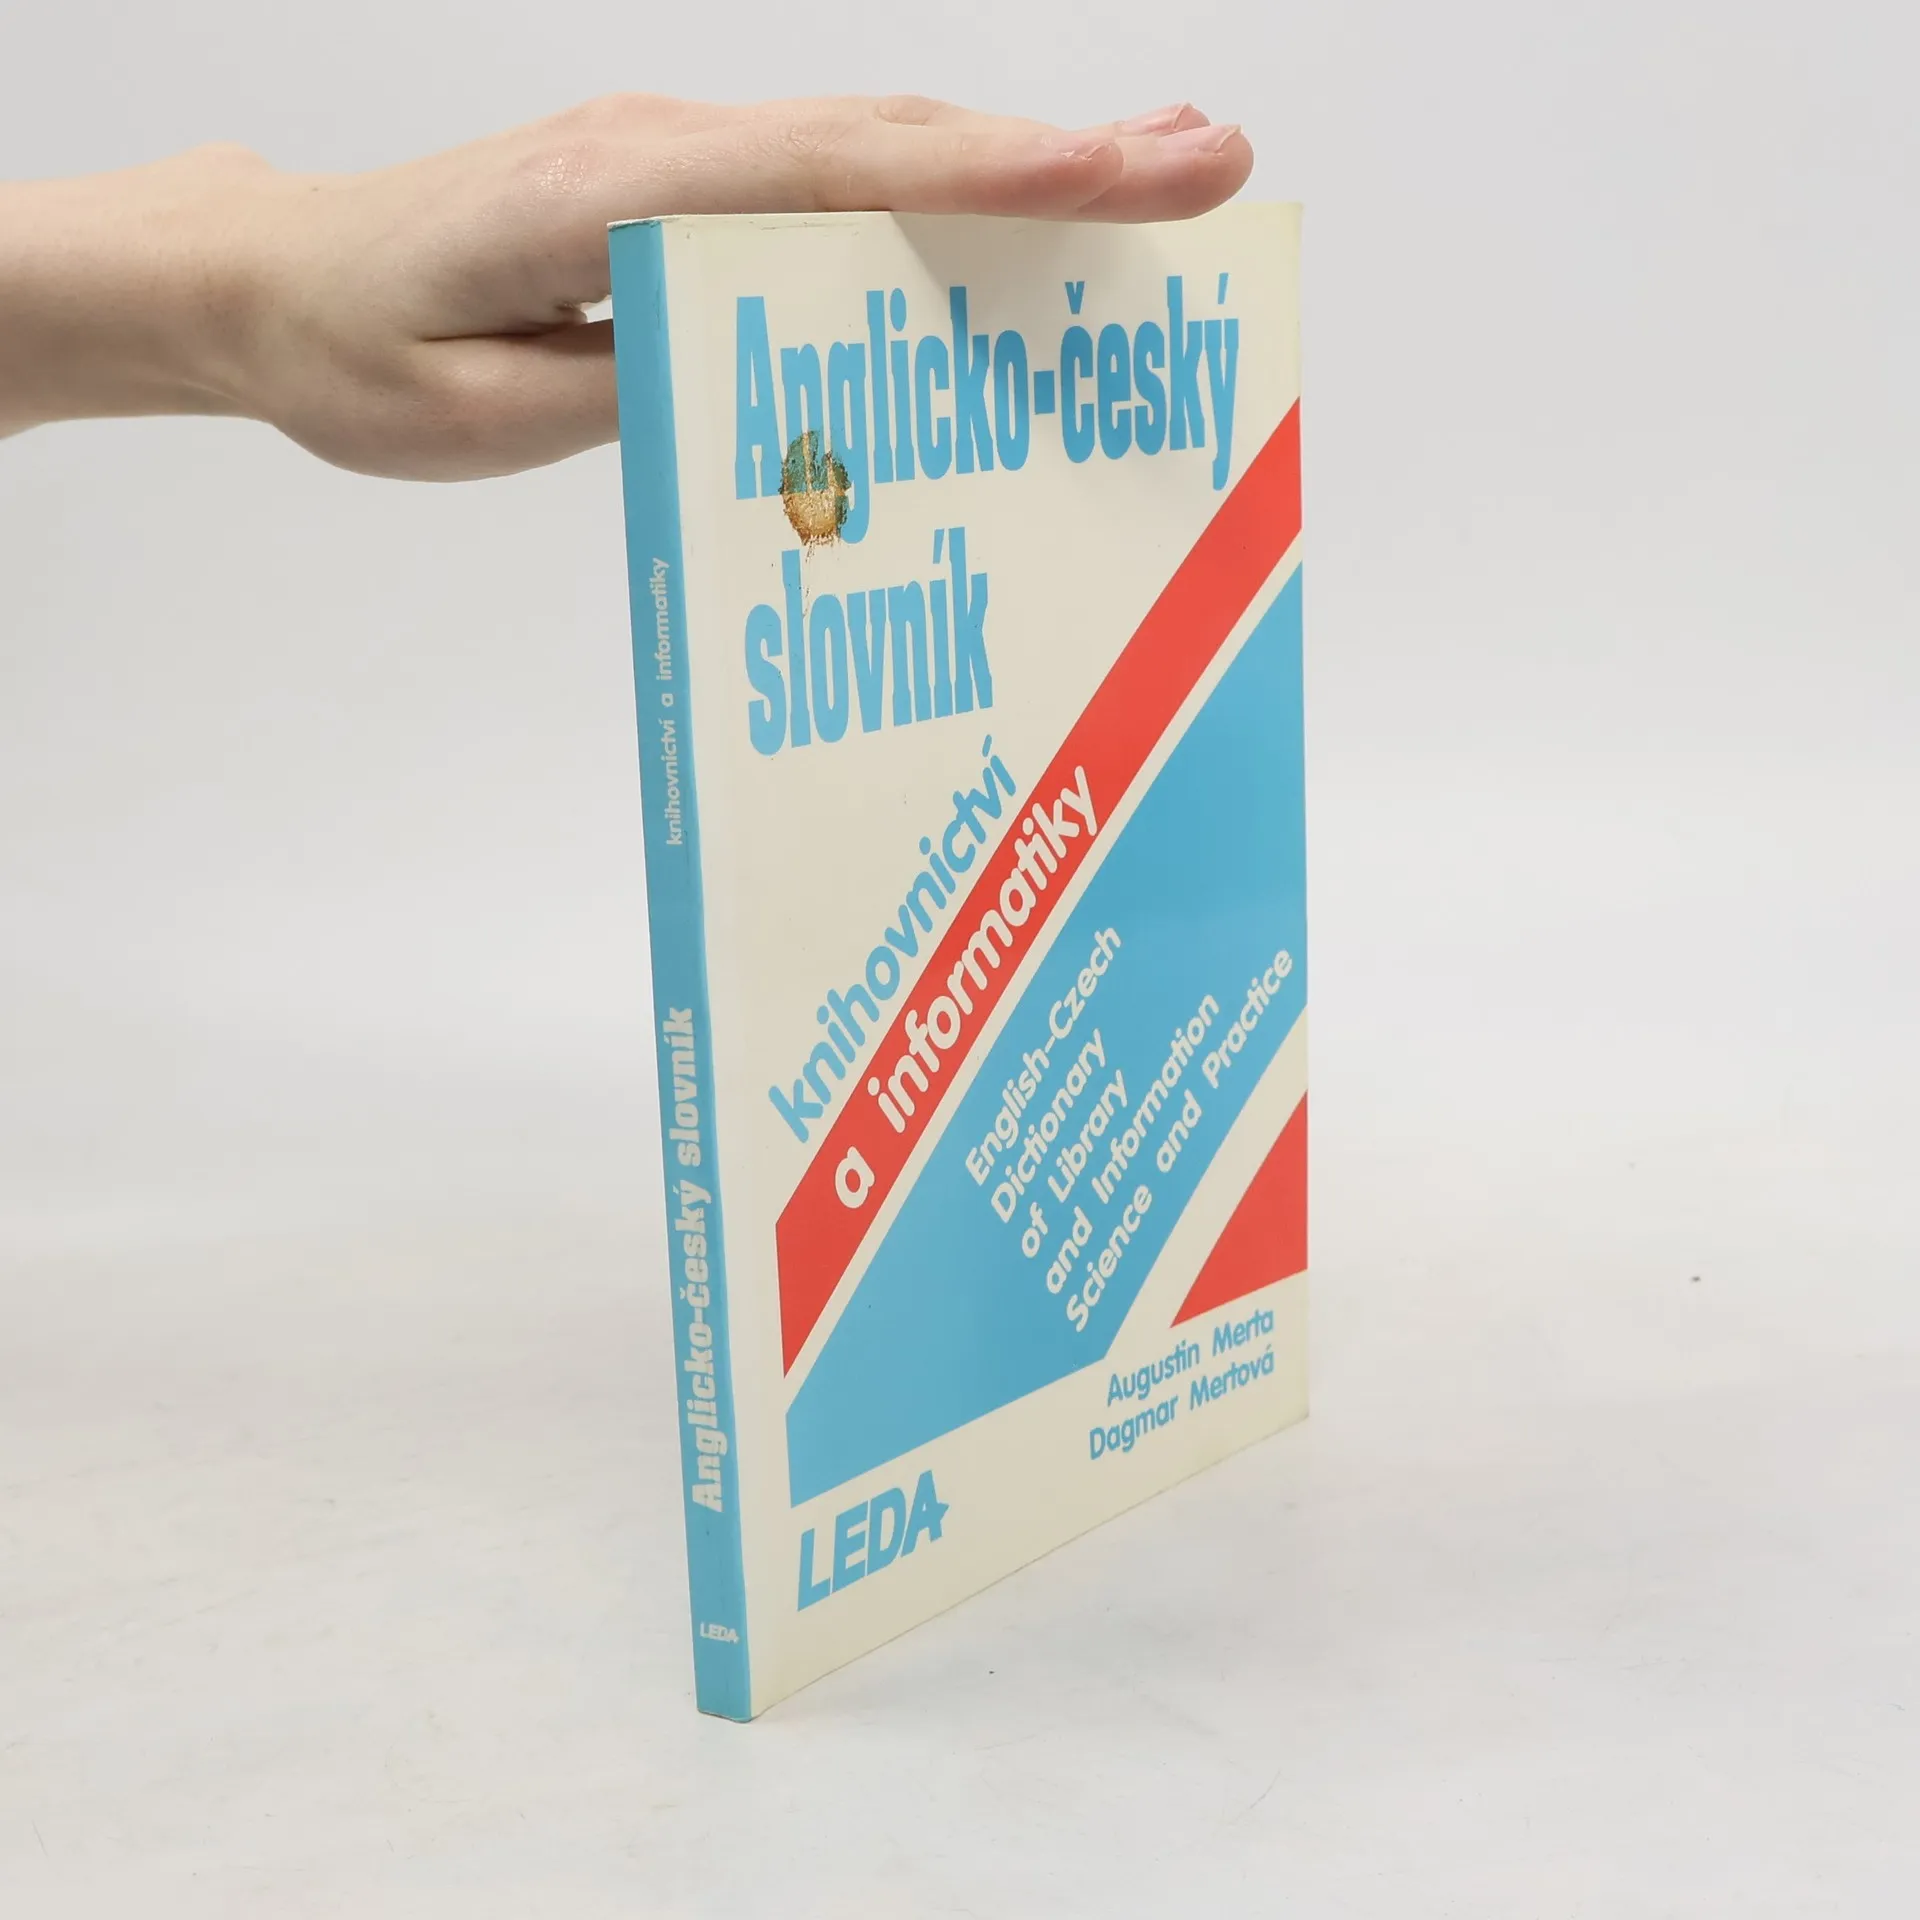 Anglicko-český
slovník
knihovnictví
a informatiky
English-Czech
Dictionary
of Library
and Information
Science and Practice
Augustin Merta
Dagmar Mertová
LEDA
knihovnictví a informatiky
Anglicko-český slovník
LEDA